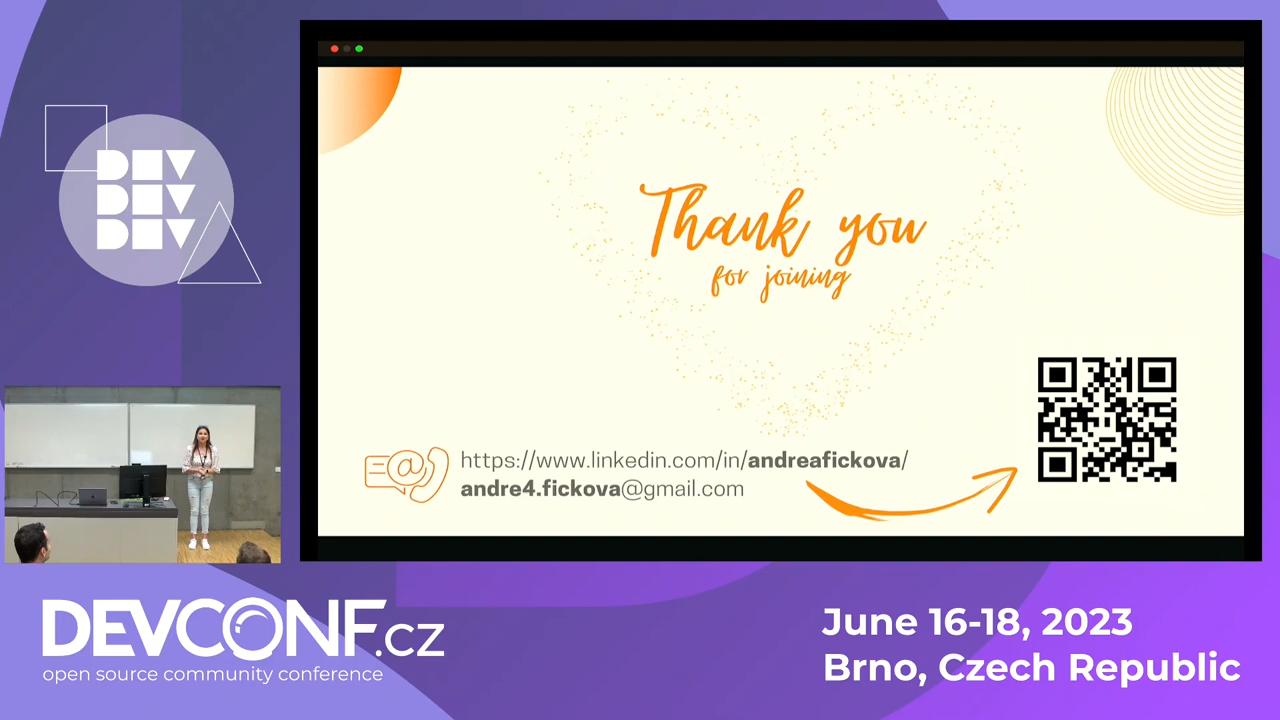 DEV
DEV
DEV
Thank you
for joining
https://www.linkedin.com/in/andreafickova/
andre4.fickova@gmail.com
DEVCONF.cz
open source community conference
June 16-18, 2023
Brno, Czech Republic